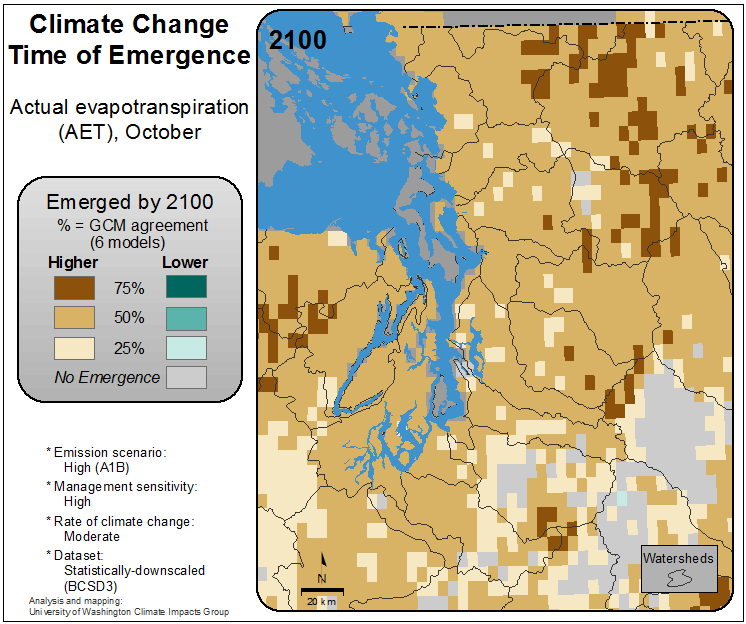 Climate Change
Time of Emergence
Actual evapotranspiration
(AET), October
Emerged by 2100
% = GCM agreement
(6 models)
Higher Lower
75%
50%
25%
No Emergence
* Emission scenario:
High (A1B)
* Management sensitivity:
High
* Rate of climate change:
Moderate
* Dataset:
Statistically-downscaled
(BCSD3)
Analysis and mapping:
University of Washington Climate Impacts Group
2100
N
20 km
Watersheds